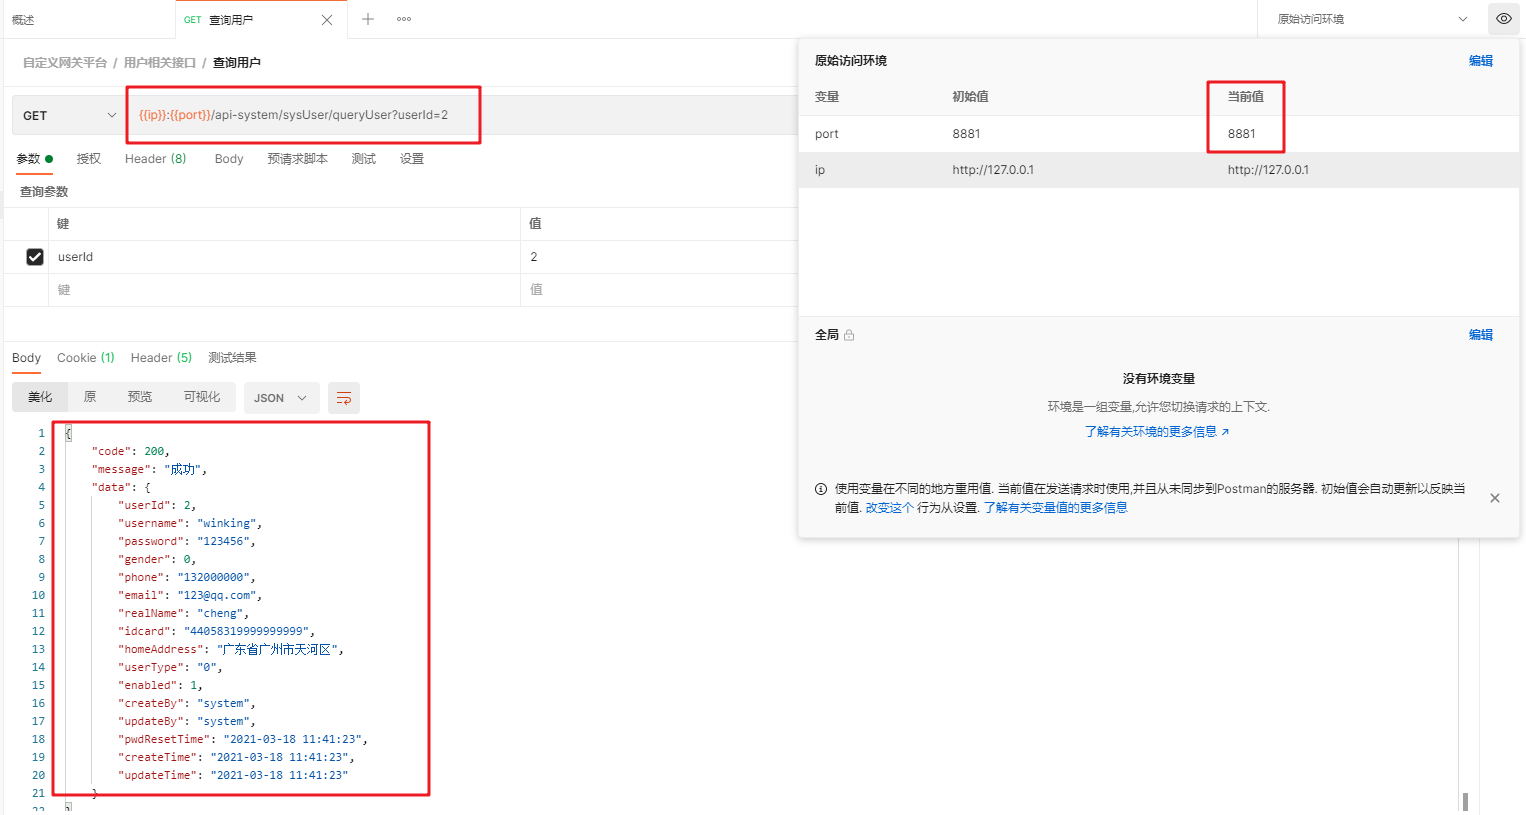 概述
GET 查询用户
原始访问环境
自定义网关平台 / 用户相关接口 / 查询用户
GET
{{ip}}:{{port}}/api-system/sysUser/queryUser?userId=2
参数 授权 Header (8) Body 预请求脚本 测试 设置
查询参数
键 值
userId 2
键 值
原始访问环境 编辑
变量 初始值 当前值
port 8881 8881
ip http://127.0.0.1 http://127.0.0.1
全局 编辑
没有环境变量
环境是一组变量,允许您切换请求的上下文.
了解有关环境的更多信息 ↗
使用变量在不同的地方重用值. 当前值在发送请求时使用,并且从未同步到Postman的服务器. 初始值会自动更新以反映当
前值. 改变这个 行为从设置. 了解有关变量值的更多信息
Body Cookie (1) Header (5) 测试结果
美化 原 预览 可视化 JSON
1 {
2 "code": 200,
3 "message": "成功",
4 "data": {
5 "userId": 2,
6 "username": "winking",
7 "password": "123456",
8 "gender": 0,
9 "phone": "132000000",
10 "email": "123@qq.com",
11 "realName": "cheng",
12 "idcard": "44058319999999999",
13 "homeAddress": "广东省广州市天河区",
14 "userType": "0",
15 "enabled": 1,
16 "createBy": "system",
17 "updateBy": "system",
18 "pwdResetTime": "2021-03-18 11:41:23",
19 "createTime": "2021-03-18 11:41:23",
20 "updateTime": "2021-03-18 11:41:23"
21 }
22 }